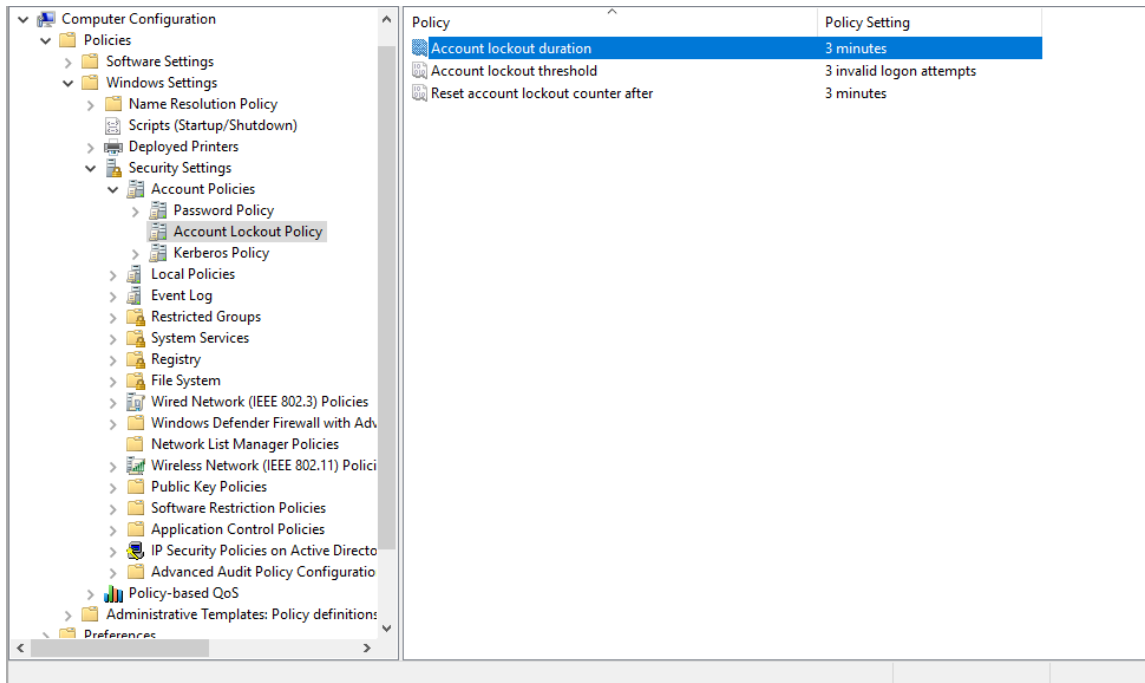 Computer Configuration
Policies
Software Settings
Windows Settings
Name Resolution Policy
Scripts (Startup/Shutdown)
Deployed Printers
Security Settings
Account Policies
Password Policy
Account Lockout Policy
Kerberos Policy
Local Policies
Event Log
Restricted Groups
System Services
Registry
File System
Wired Network (IEEE 802.3) Policies
Windows Defender Firewall with Adv
Network List Manager Policies
Wireless Network (IEEE 802.11) Polici
Public Key Policies
Software Restriction Policies
Application Control Policies
IP Security Policies on Active Directo
Advanced Audit Policy Configuratio
Policy-based QoS
Administrative Templates: Policy definitions
Preferences
Policy Policy Setting
Account lockout duration 3 minutes
Account lockout threshold 3 invalid logon attempts
Reset account lockout counter after 3 minutes